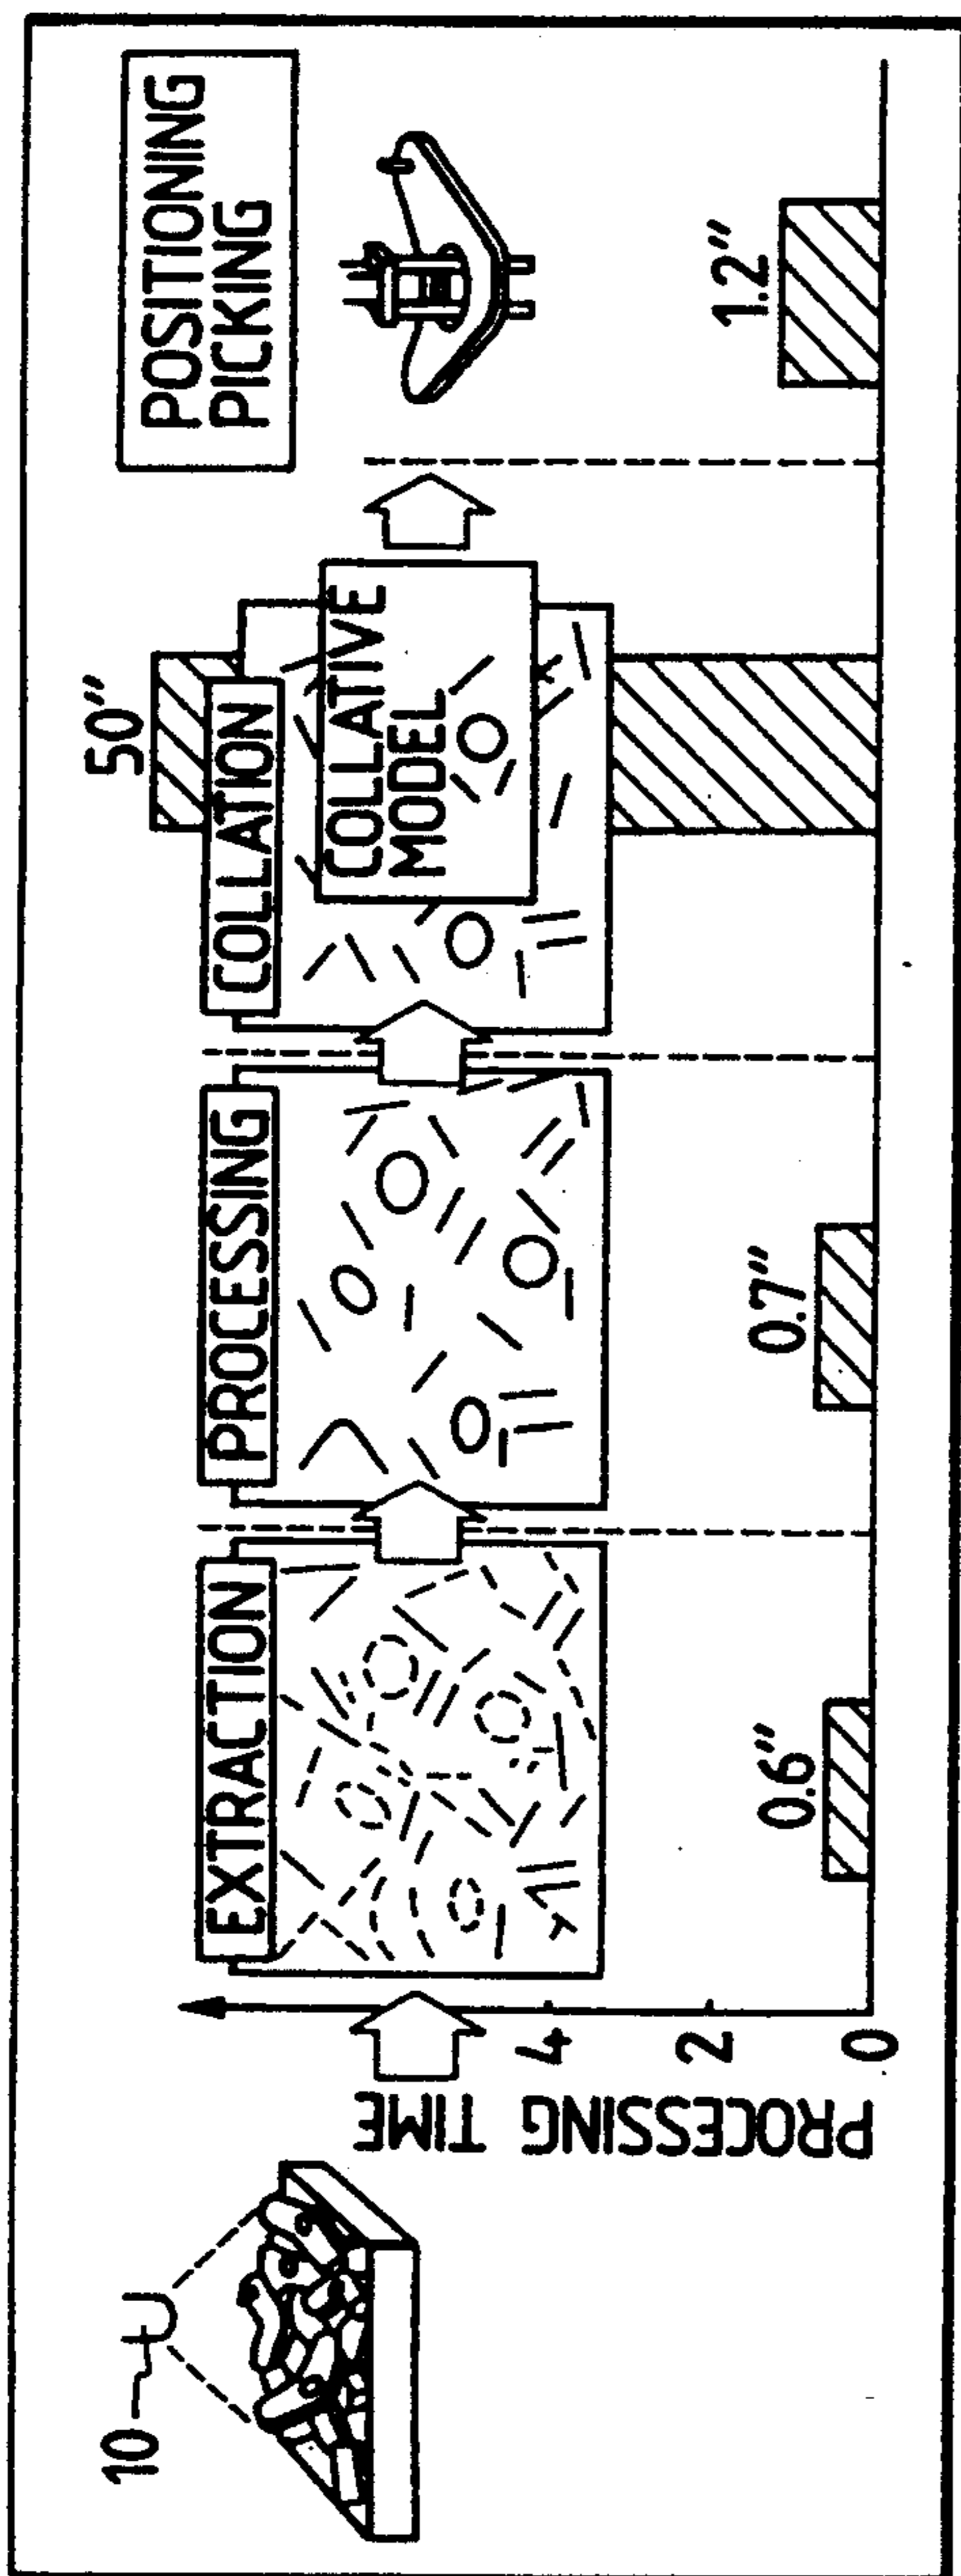 10
PROCESSING TIME
4
2
0
EXTRACTION
0.6″
PROCESSING
0.7″
COLLATION
50″
COLLATIVE
MODEL
POSITIONING
PICKING
1.2″